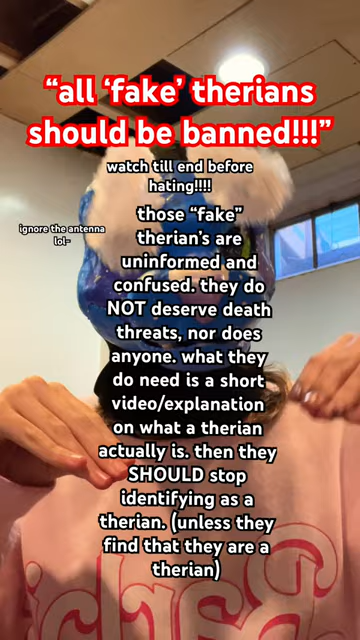 “all ‘fake’ therians
should be banned!!!”
watch till end before
hating!!!!
ignore the antenna
lol-
those “fake”
therian’s are
uninformed and
confused. they do
NOT deserve death
threats, nor does
anyone. what they
do need is a short
video/explanation
on what a therian
actually is. then they
SHOULD stop
identifying as a
therian. (unless they
find that they are a
therian)